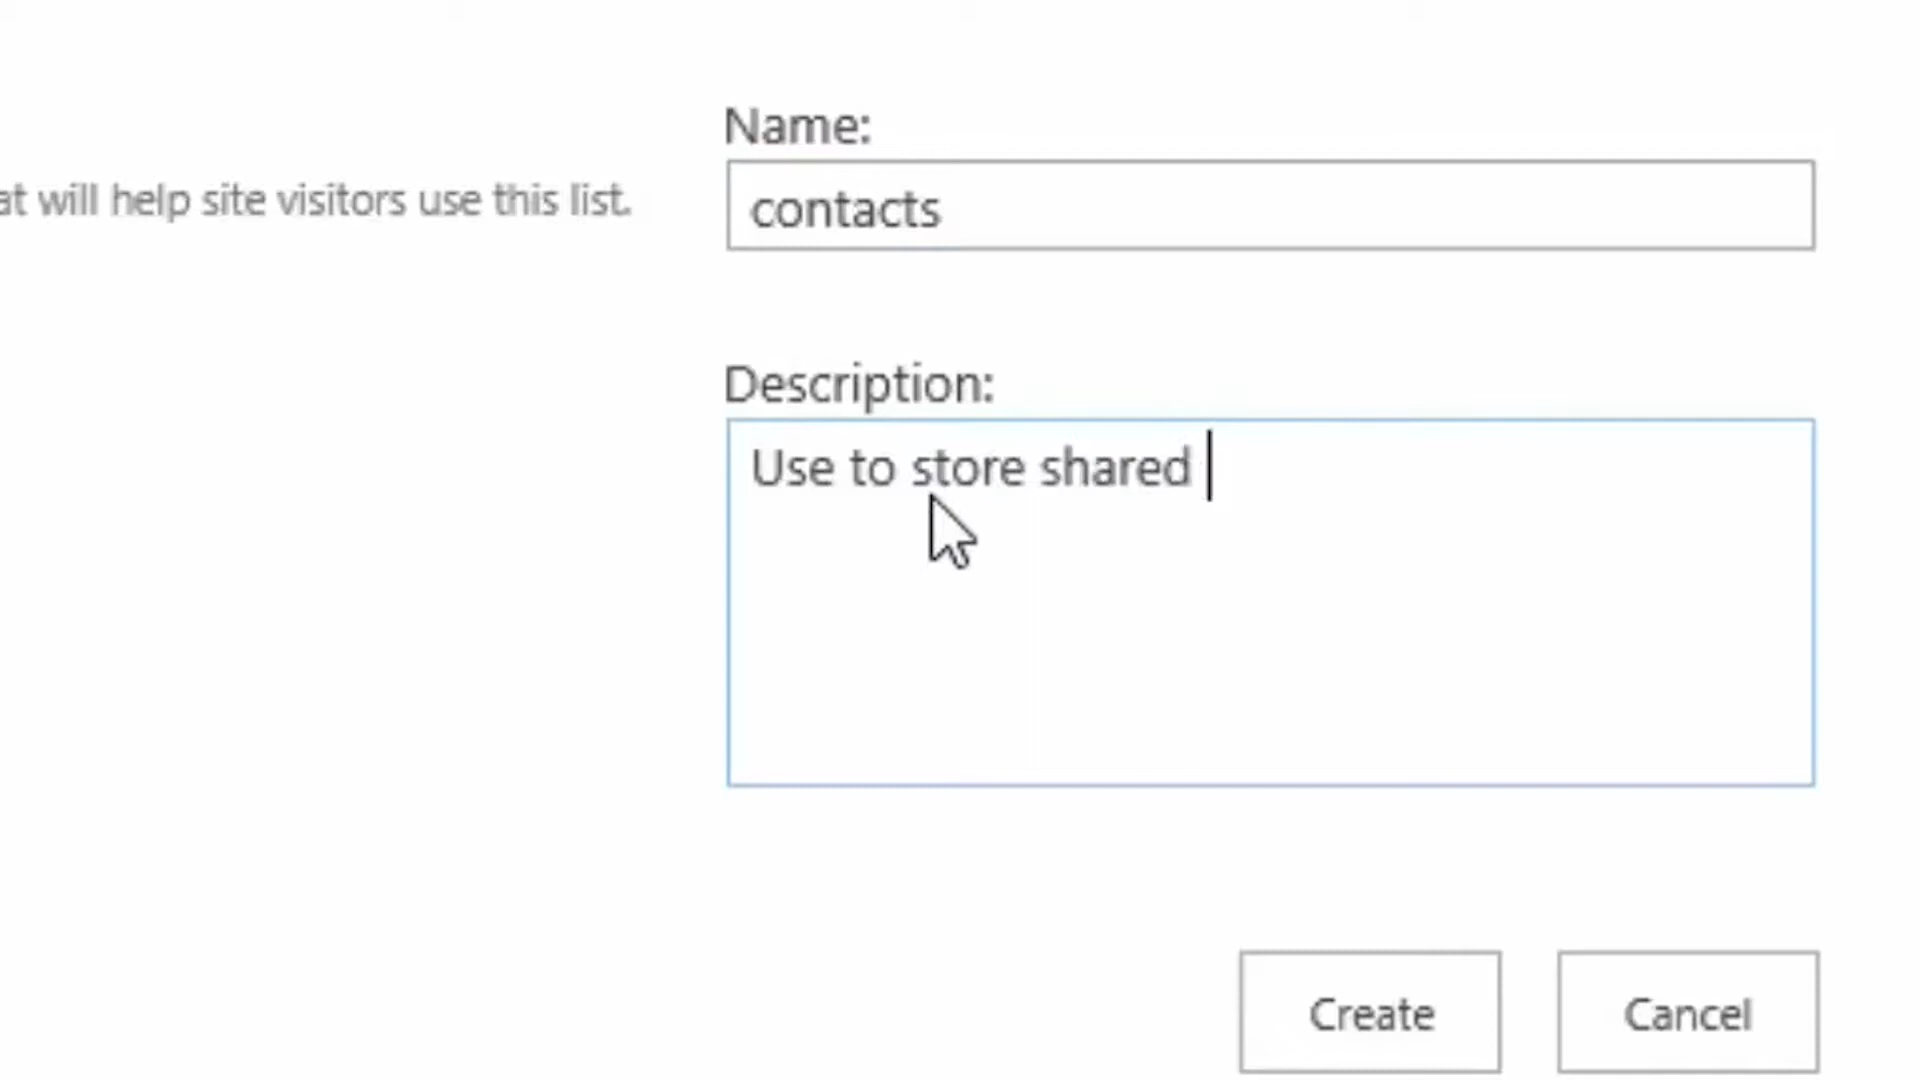 Name:
at will help site visitors use this list.
contacts
Description:
Use to store shared
Create
Cancel